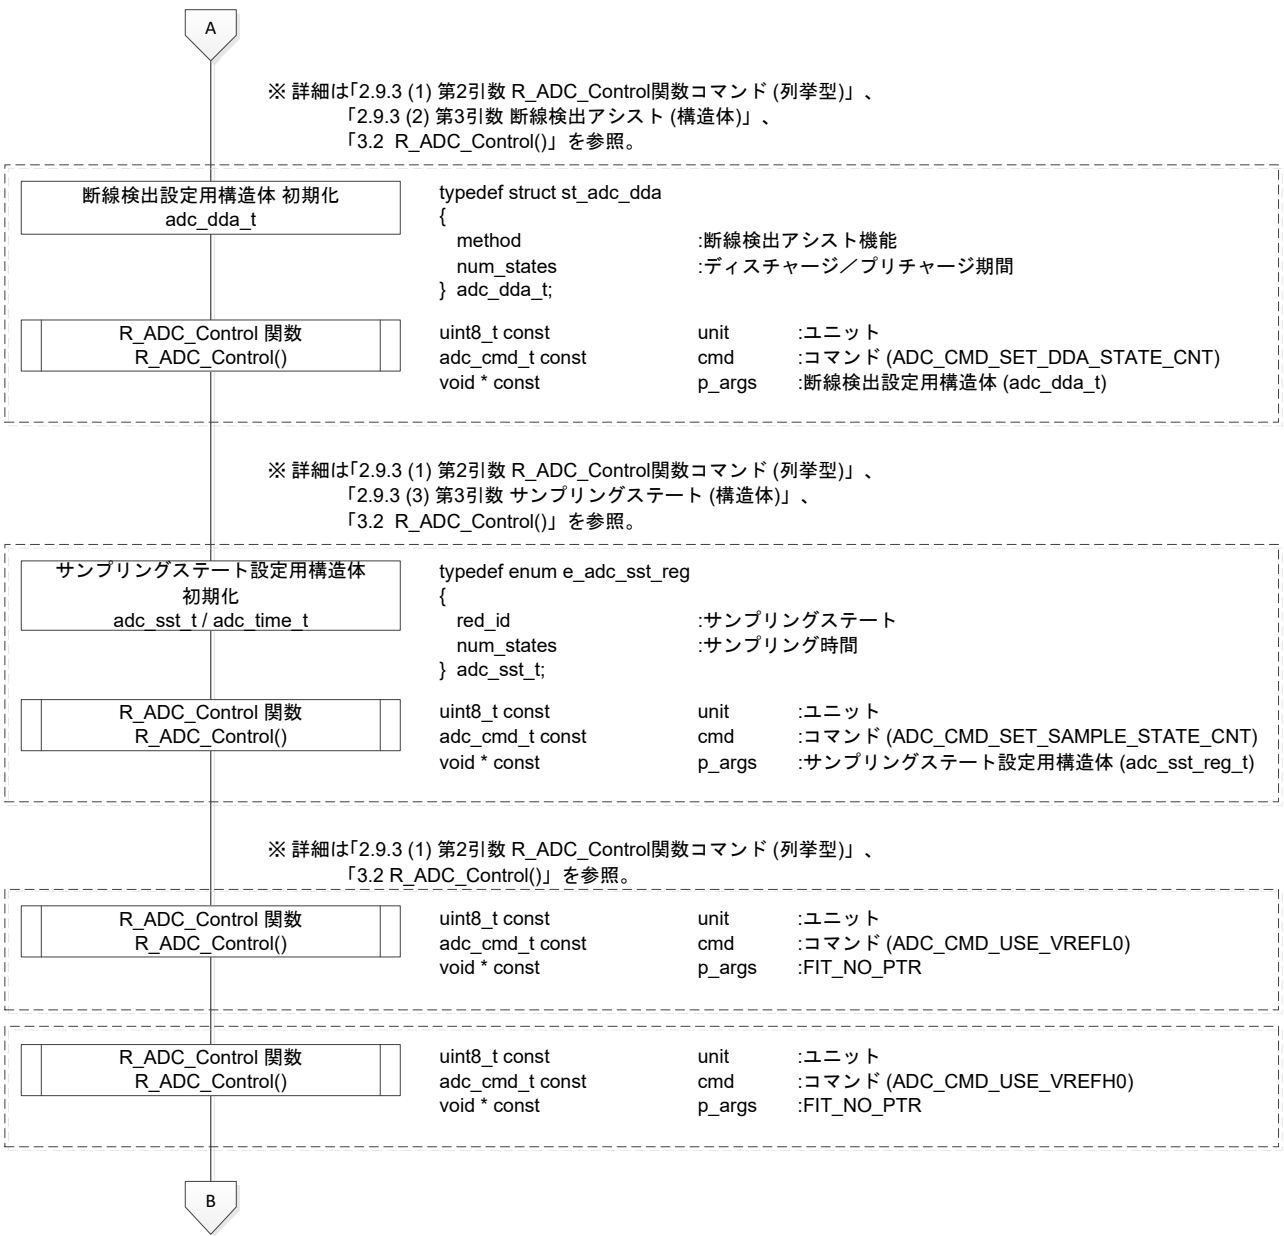 A
※ 詳細は「2.9.3 (1) 第2引数 R_ADC_Control関数コマンド (列挙型)」、
「2.9.3 (2) 第3引数 断線検出アシスト (構造体)」、
「3.2 R_ADC_Control()」を参照。
断線検出設定用構造体 初期化
adc_dda_t
typedef struct st_adc_dda
{
method :断線検出アシスト機能
num_states :ディスチャージ／プリチャージ期間
} adc_dda_t;
R_ADC_Control 関数
R_ADC_Control()
uint8_t const unit :ユニット
adc_cmd_t const cmd :コマンド (ADC_CMD_SET_DDA_STATE_CNT)
void * const p_args :断線検出設定用構造体 (adc_dda_t)
※ 詳細は「2.9.3 (1) 第2引数 R_ADC_Control関数コマンド (列挙型)」、
「2.9.3 (3) 第3引数 サンプリングステート (構造体)」、
「3.2 R_ADC_Control()」を参照。
サンプリングステート設定用構造体
初期化
adc_sst_t / adc_time_t
typedef enum e_adc_sst_reg
{
red_id :サンプリングステート
num_states :サンプリング時間
} adc_sst_t;
R_ADC_Control 関数
R_ADC_Control()
uint8_t const unit :ユニット
adc_cmd_t const cmd :コマンド (ADC_CMD_SET_SAMPLE_STATE_CNT)
void * const p_args :サンプリングステート設定用構造体 (adc_sst_reg_t)
※ 詳細は「2.9.3 (1) 第2引数 R_ADC_Control関数コマンド (列挙型)」、
「3.2 R_ADC_Control()」を参照。
R_ADC_Control 関数
R_ADC_Control()
uint8_t const unit :ユニット
adc_cmd_t const cmd :コマンド (ADC_CMD_USE_VREFL0)
void * const p_args :FIT_NO_PTR
R_ADC_Control 関数
R_ADC_Control()
uint8_t const unit :ユニット
adc_cmd_t const cmd :コマンド (ADC_CMD_USE_VREFH0)
void * const p_args :FIT_NO_PTR
B